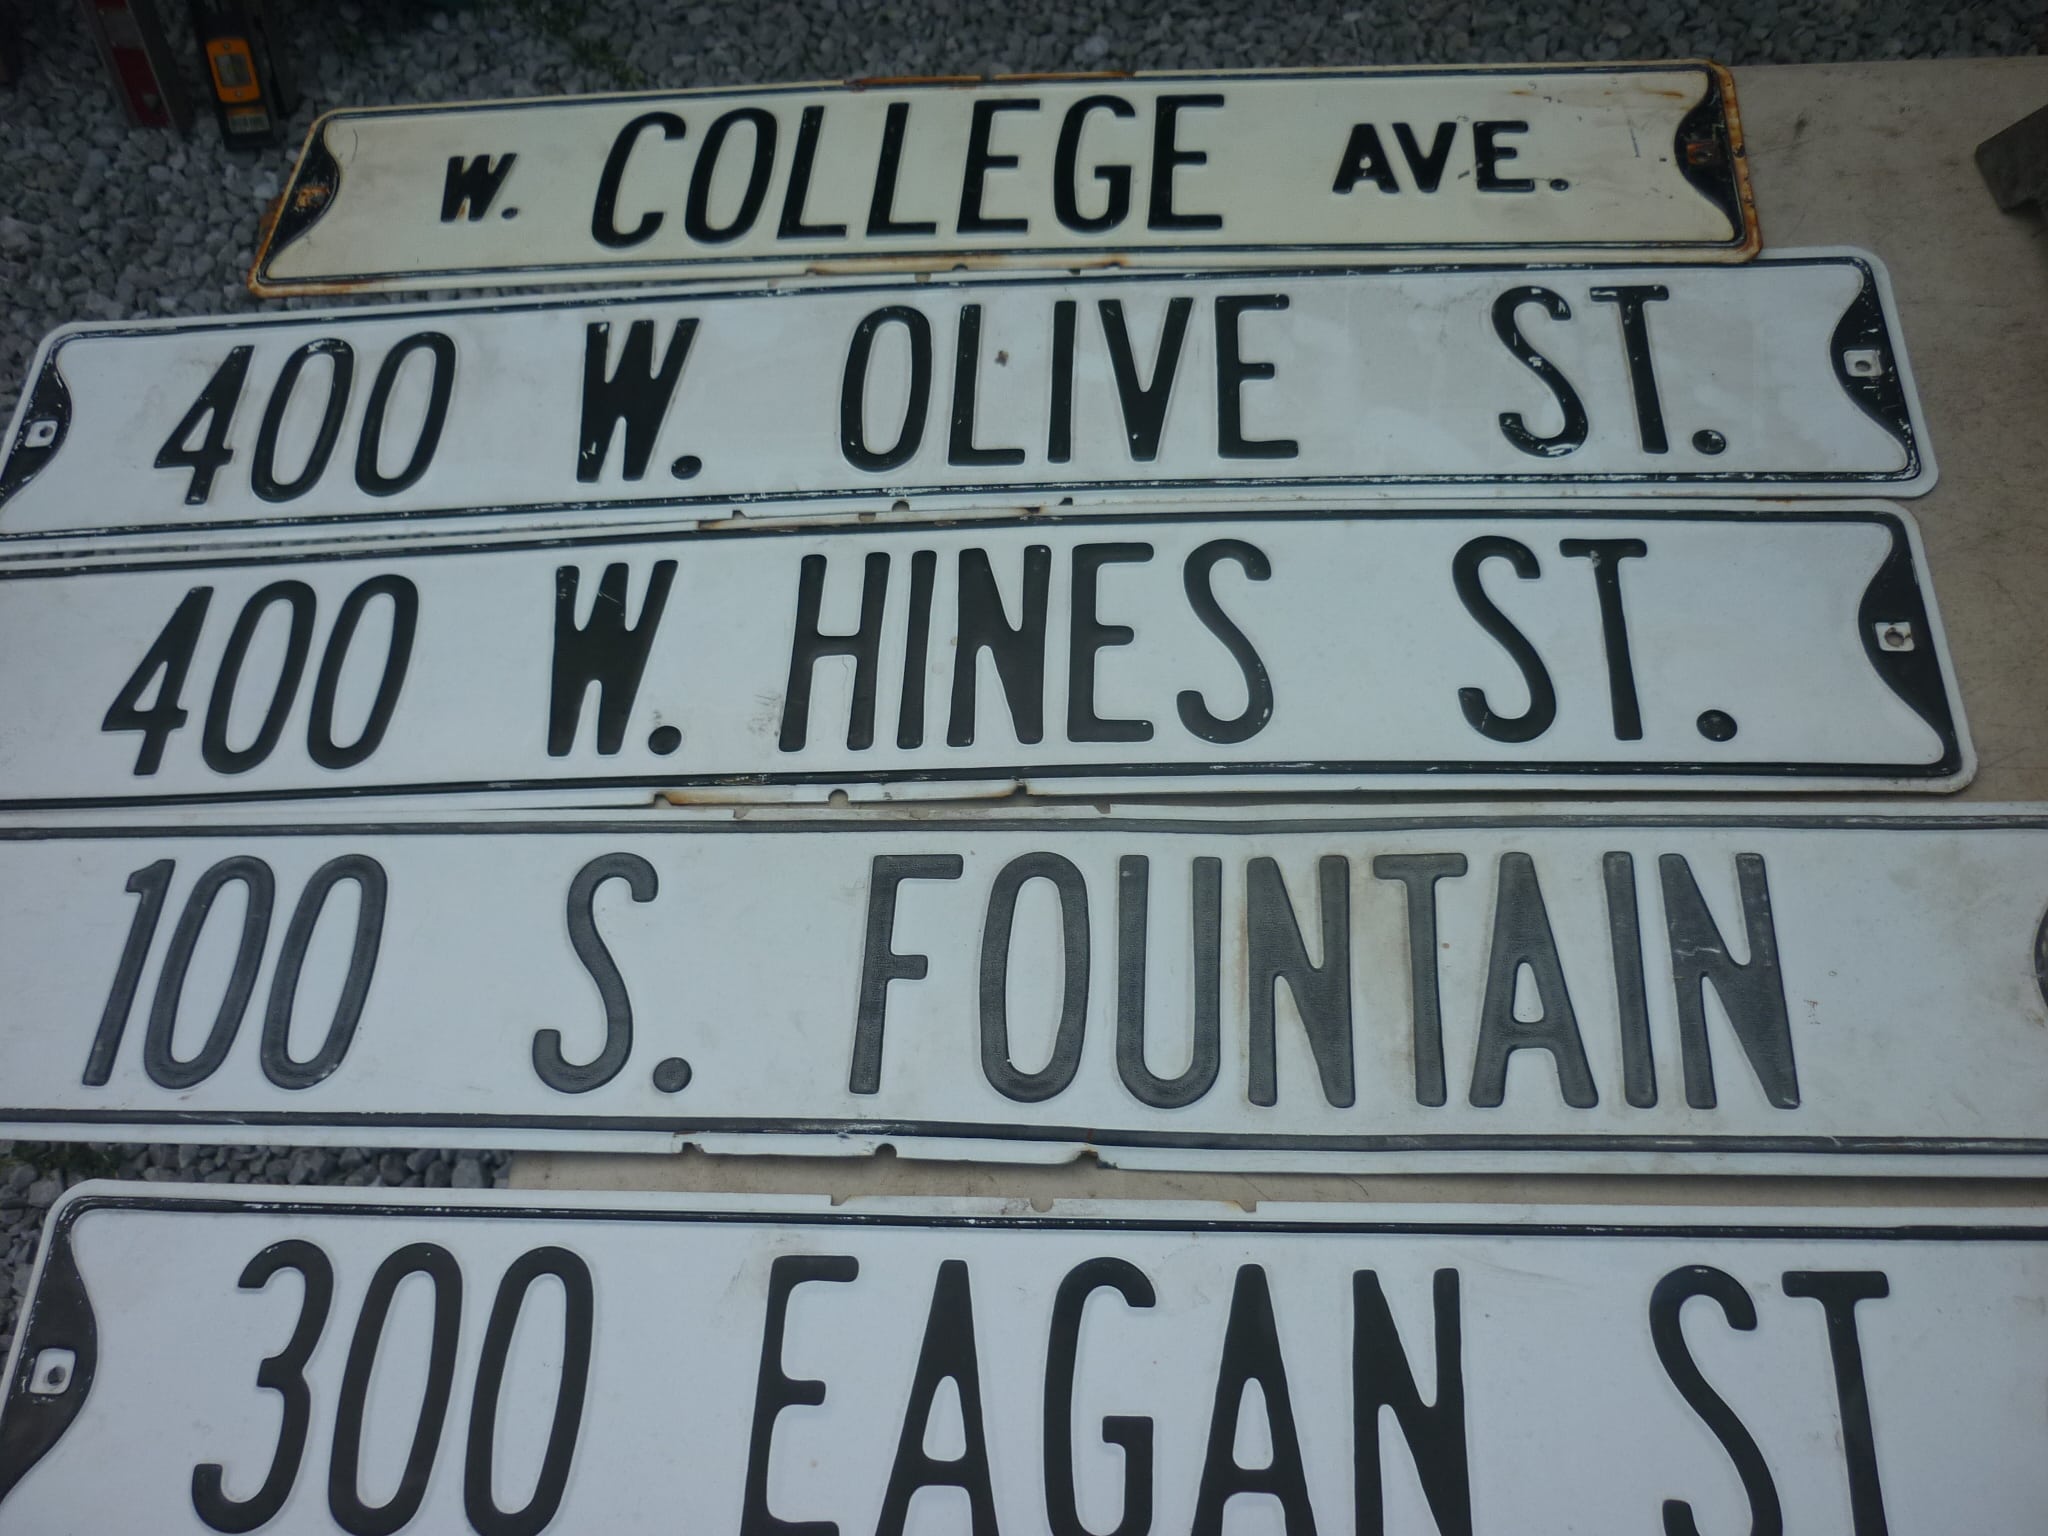 W. COLLEGE AVE.
400 W. OLIVE ST.
400 W. HINES ST.
100 S. FOUNTAIN
300 EAGAN ST